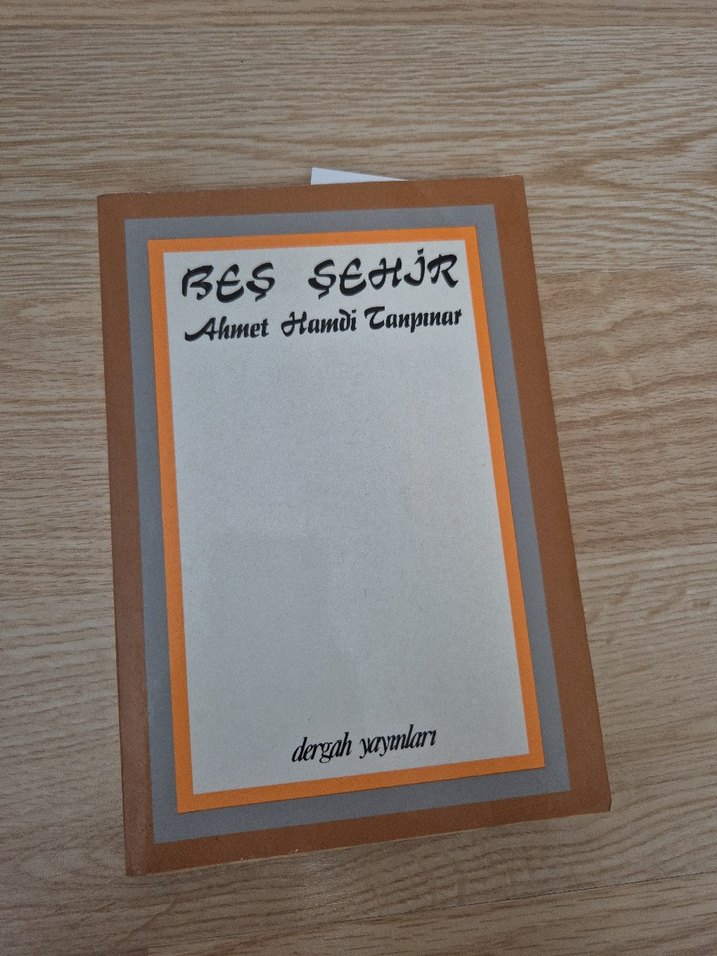 BEŞ ŞEHİR
Ahmet Hamdi Tanpınar
dergah yayınları